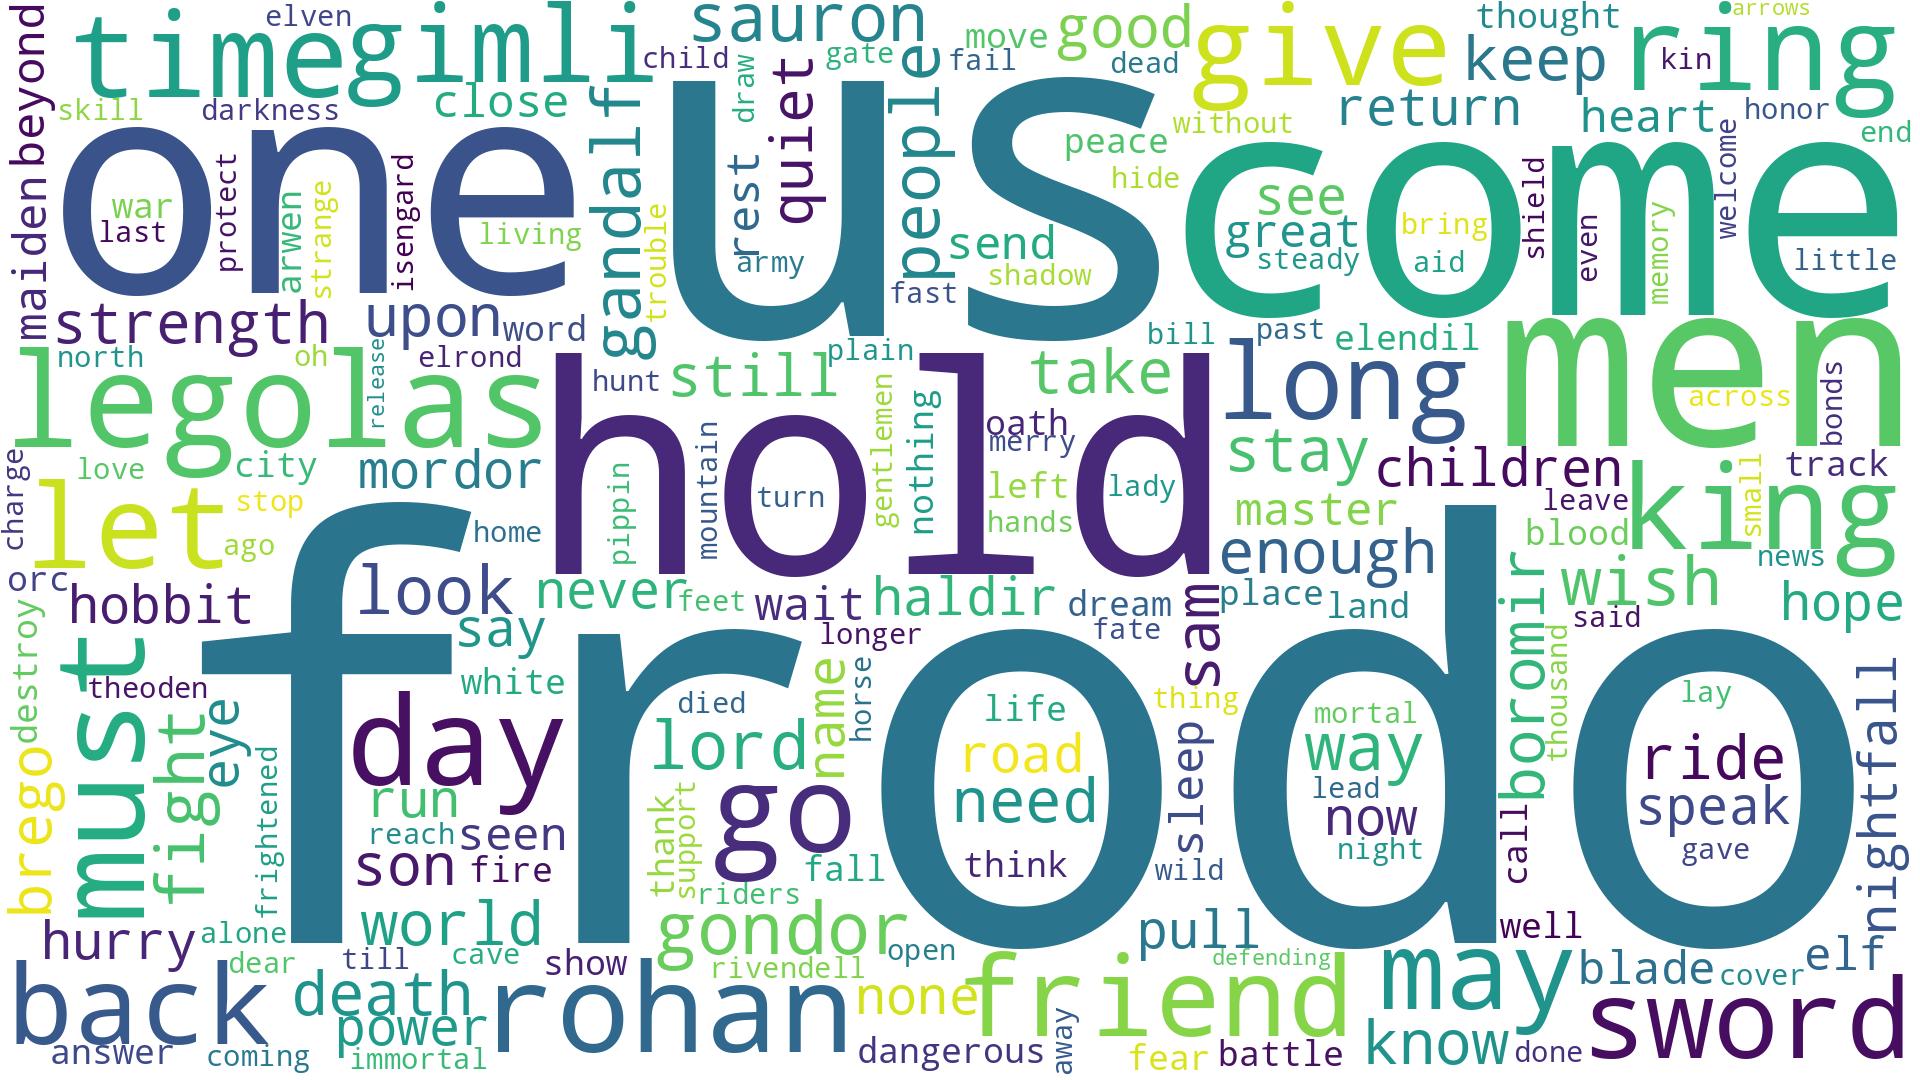 elven
sauron
move
good
thought
arrows
beyond
time
gimli
child
gate
people
fail
dead
give
keep
ring
kin
skill
darkness
close
draw
quiet
return
heart
honor
without
end
one
us
come
peace
hide
gandalf
rest
maiden
war
last
protect
arwen
strange
isengard
living
trouble
army
send
shadow
fast
see
great
steady
bring
aid
shield
even
memory
welcome
little
strength
upon
word
plain
bill
past
elendil
men
north
oh
release
elrond
hunt
still
take
long
across
bonds
legolas
hold
gentlemen
nothing
oath
merry
stay
children
track
love
city
mordor
pippin
mountain
turn
left
hands
lady
master
leave
small
king
charge
let
stop
ago
home
enough
blood
news
orc
hobbit
look
never
feet
wait
haldir
dream
sam
place
land
boromir
wish
hope
destroy
must
say
longer
fate
said
thousand
theoden
white
frodo
died
name
horse
life
thing
mortal
lay
nightfall
eye
day
lord
road
way
ride
brego
fight
frightened
run
go
need
sleep
lead
now
speak
reach
seen
thank
support
night
gave
son
fire
fall
think
wild
call
riders
world
gondor
pull
well
hurry
alone
dear
till
cave
show
rivendell
open
defending
elf
back
death
rohan
none
friend
may
blade
cover
sword
power
answer
coming
immortal
dangerous
away
fear
battle
know
done